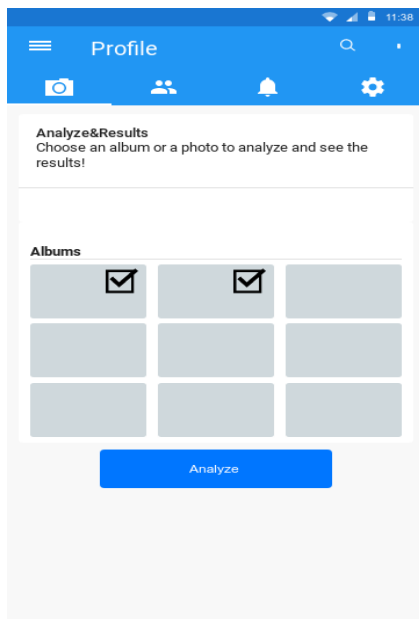 11:38
Profile
Analyze&Results
Choose an album or a photo to analyze and see the
results!
Albums
Analyze